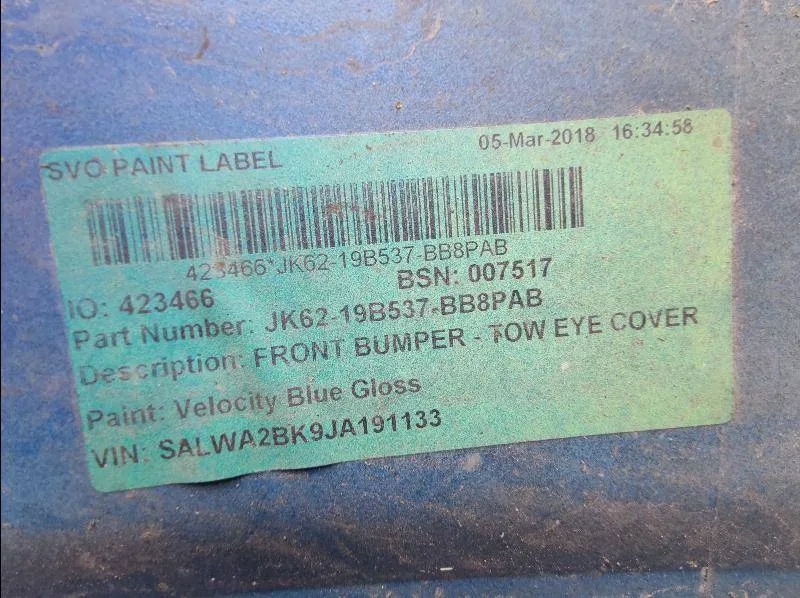 SVO PAINT LABEL
05-Mar-2018 16:34:58
423466*JK62-19B537-BB8PAB
IO: 423466
BSN: 007517
Part Number: JK62-19B537-BB8PAB
Description: FRONT BUMPER - TOW EYE COVER
Paint: Velocity Blue Gloss
VIN: SALWA2BK9JA191133